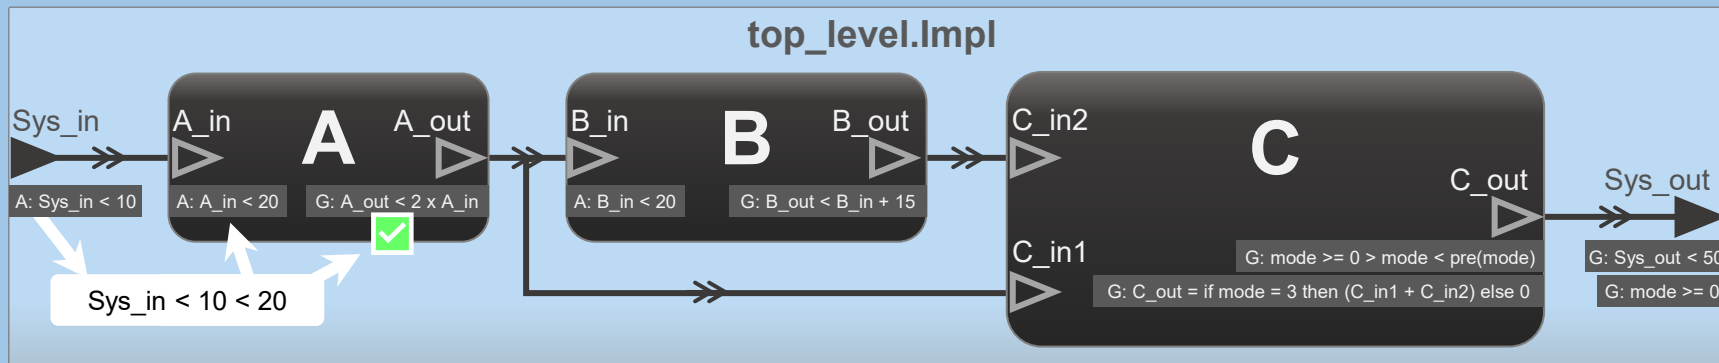 top_level.Impl
Sys_in
A_in
A
A_out
B_in
B
B_out
C_in2
C
C_out
Sys_out
A: Sys_in < 10
A: A_in < 20
G: A_out < 2 x A_in
A: B_in < 20
G: B_out < B_in + 15
C_in1
G: mode >= 0 > mode < pre(mode)
G: Sys_out < 50
G: C_out = if mode = 3 then (C_in1 + C_in2) else 0
G: mode >= 0
Sys_in < 10 < 20